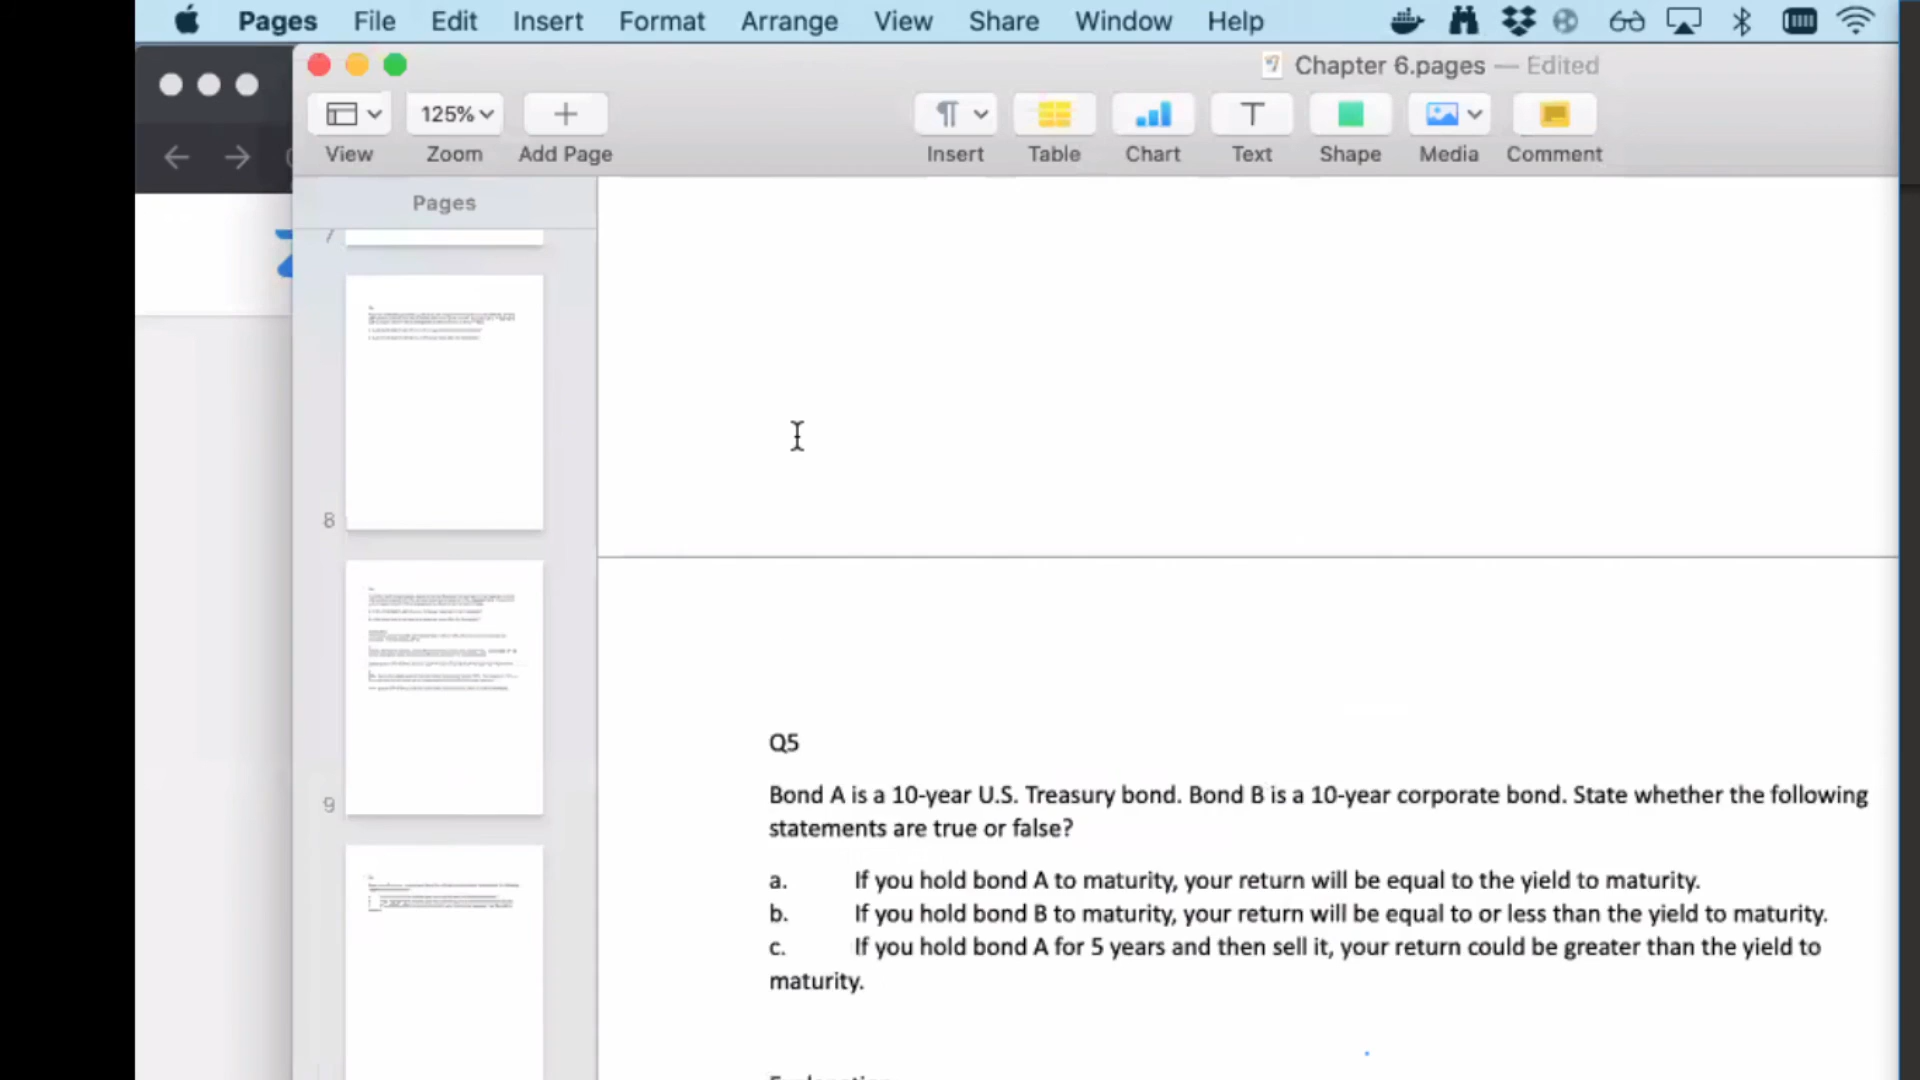 Pages File Edit Insert Format Arrange View Share Window Help
Chapter 6.pages — Edited
125%
View Zoom Add Page Insert Table Chart Text Shape Media Comment
Pages
7
8
9
Q5
Bond A is a 10-year U.S. Treasury bond. Bond B is a 10-year corporate bond. State whether the following
statements are true or false?
a. If you hold bond A to maturity, your return will be equal to the yield to maturity.
b. If you hold bond B to maturity, your return will be equal to or less than the yield to maturity.
c. If you hold bond A for 5 years and then sell it, your return could be greater than the yield to
maturity.